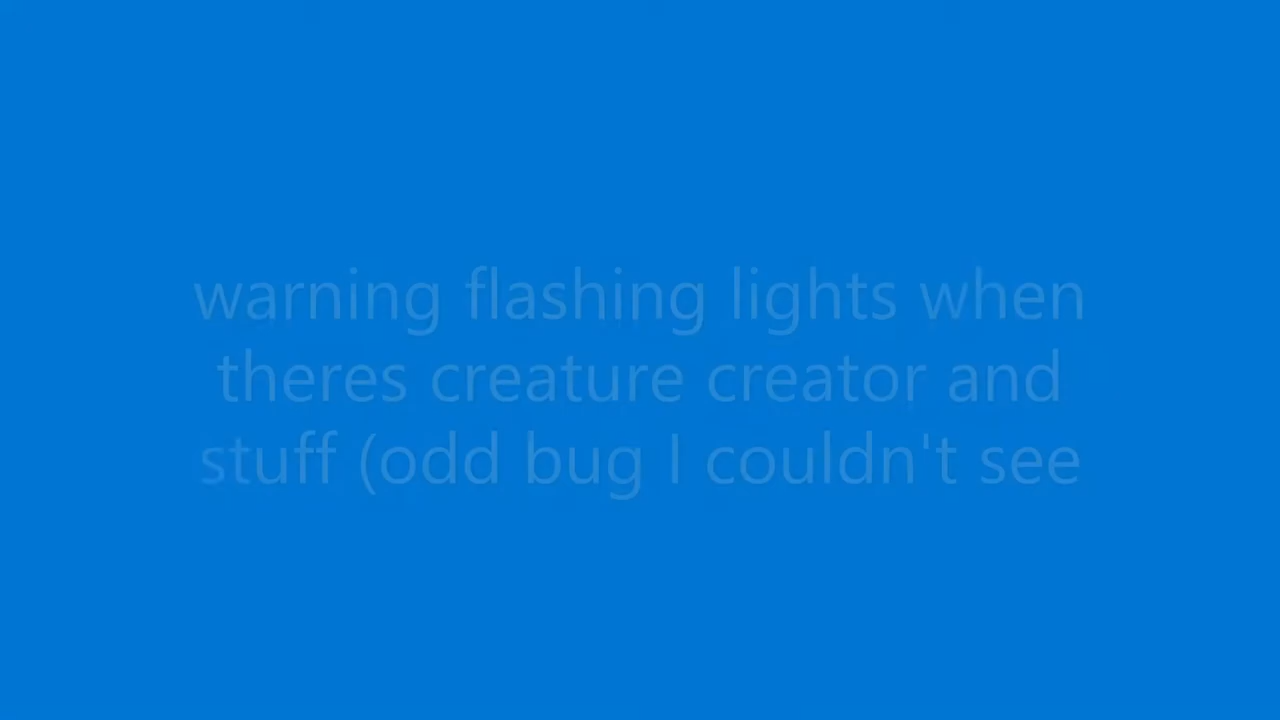 warning flashing lights when
theres creature creator and
stuff (odd bug I couldn't see